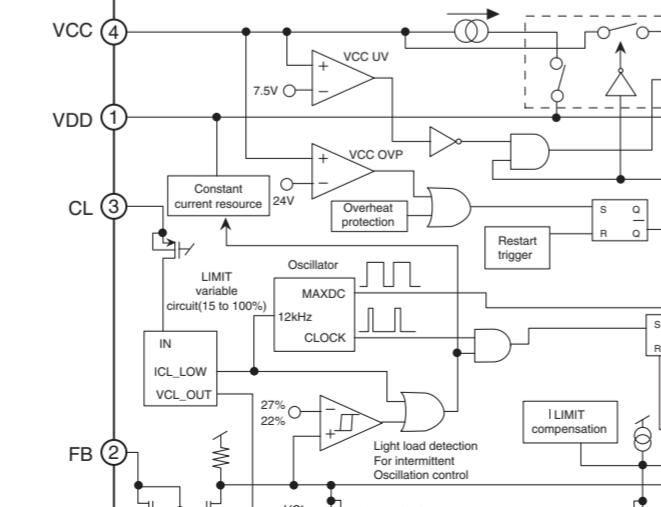 VCC 4
VCC UV
+
7.5V
−
VDD 1
VCC OVP
+
−
24V
Constant
current resource
Overheat
protection
CL 3
S Q
R Q
Restart
trigger
LIMIT
variable
circuit(15 to 100%)
Oscillator
MAXDC
12kHz
CLOCK
S
R
IN
ICL_LOW
VCL_OUT
27%
22%
−
+
I LIMIT
compensation
Light load detection
For intermittent
Oscillation control
FB 2